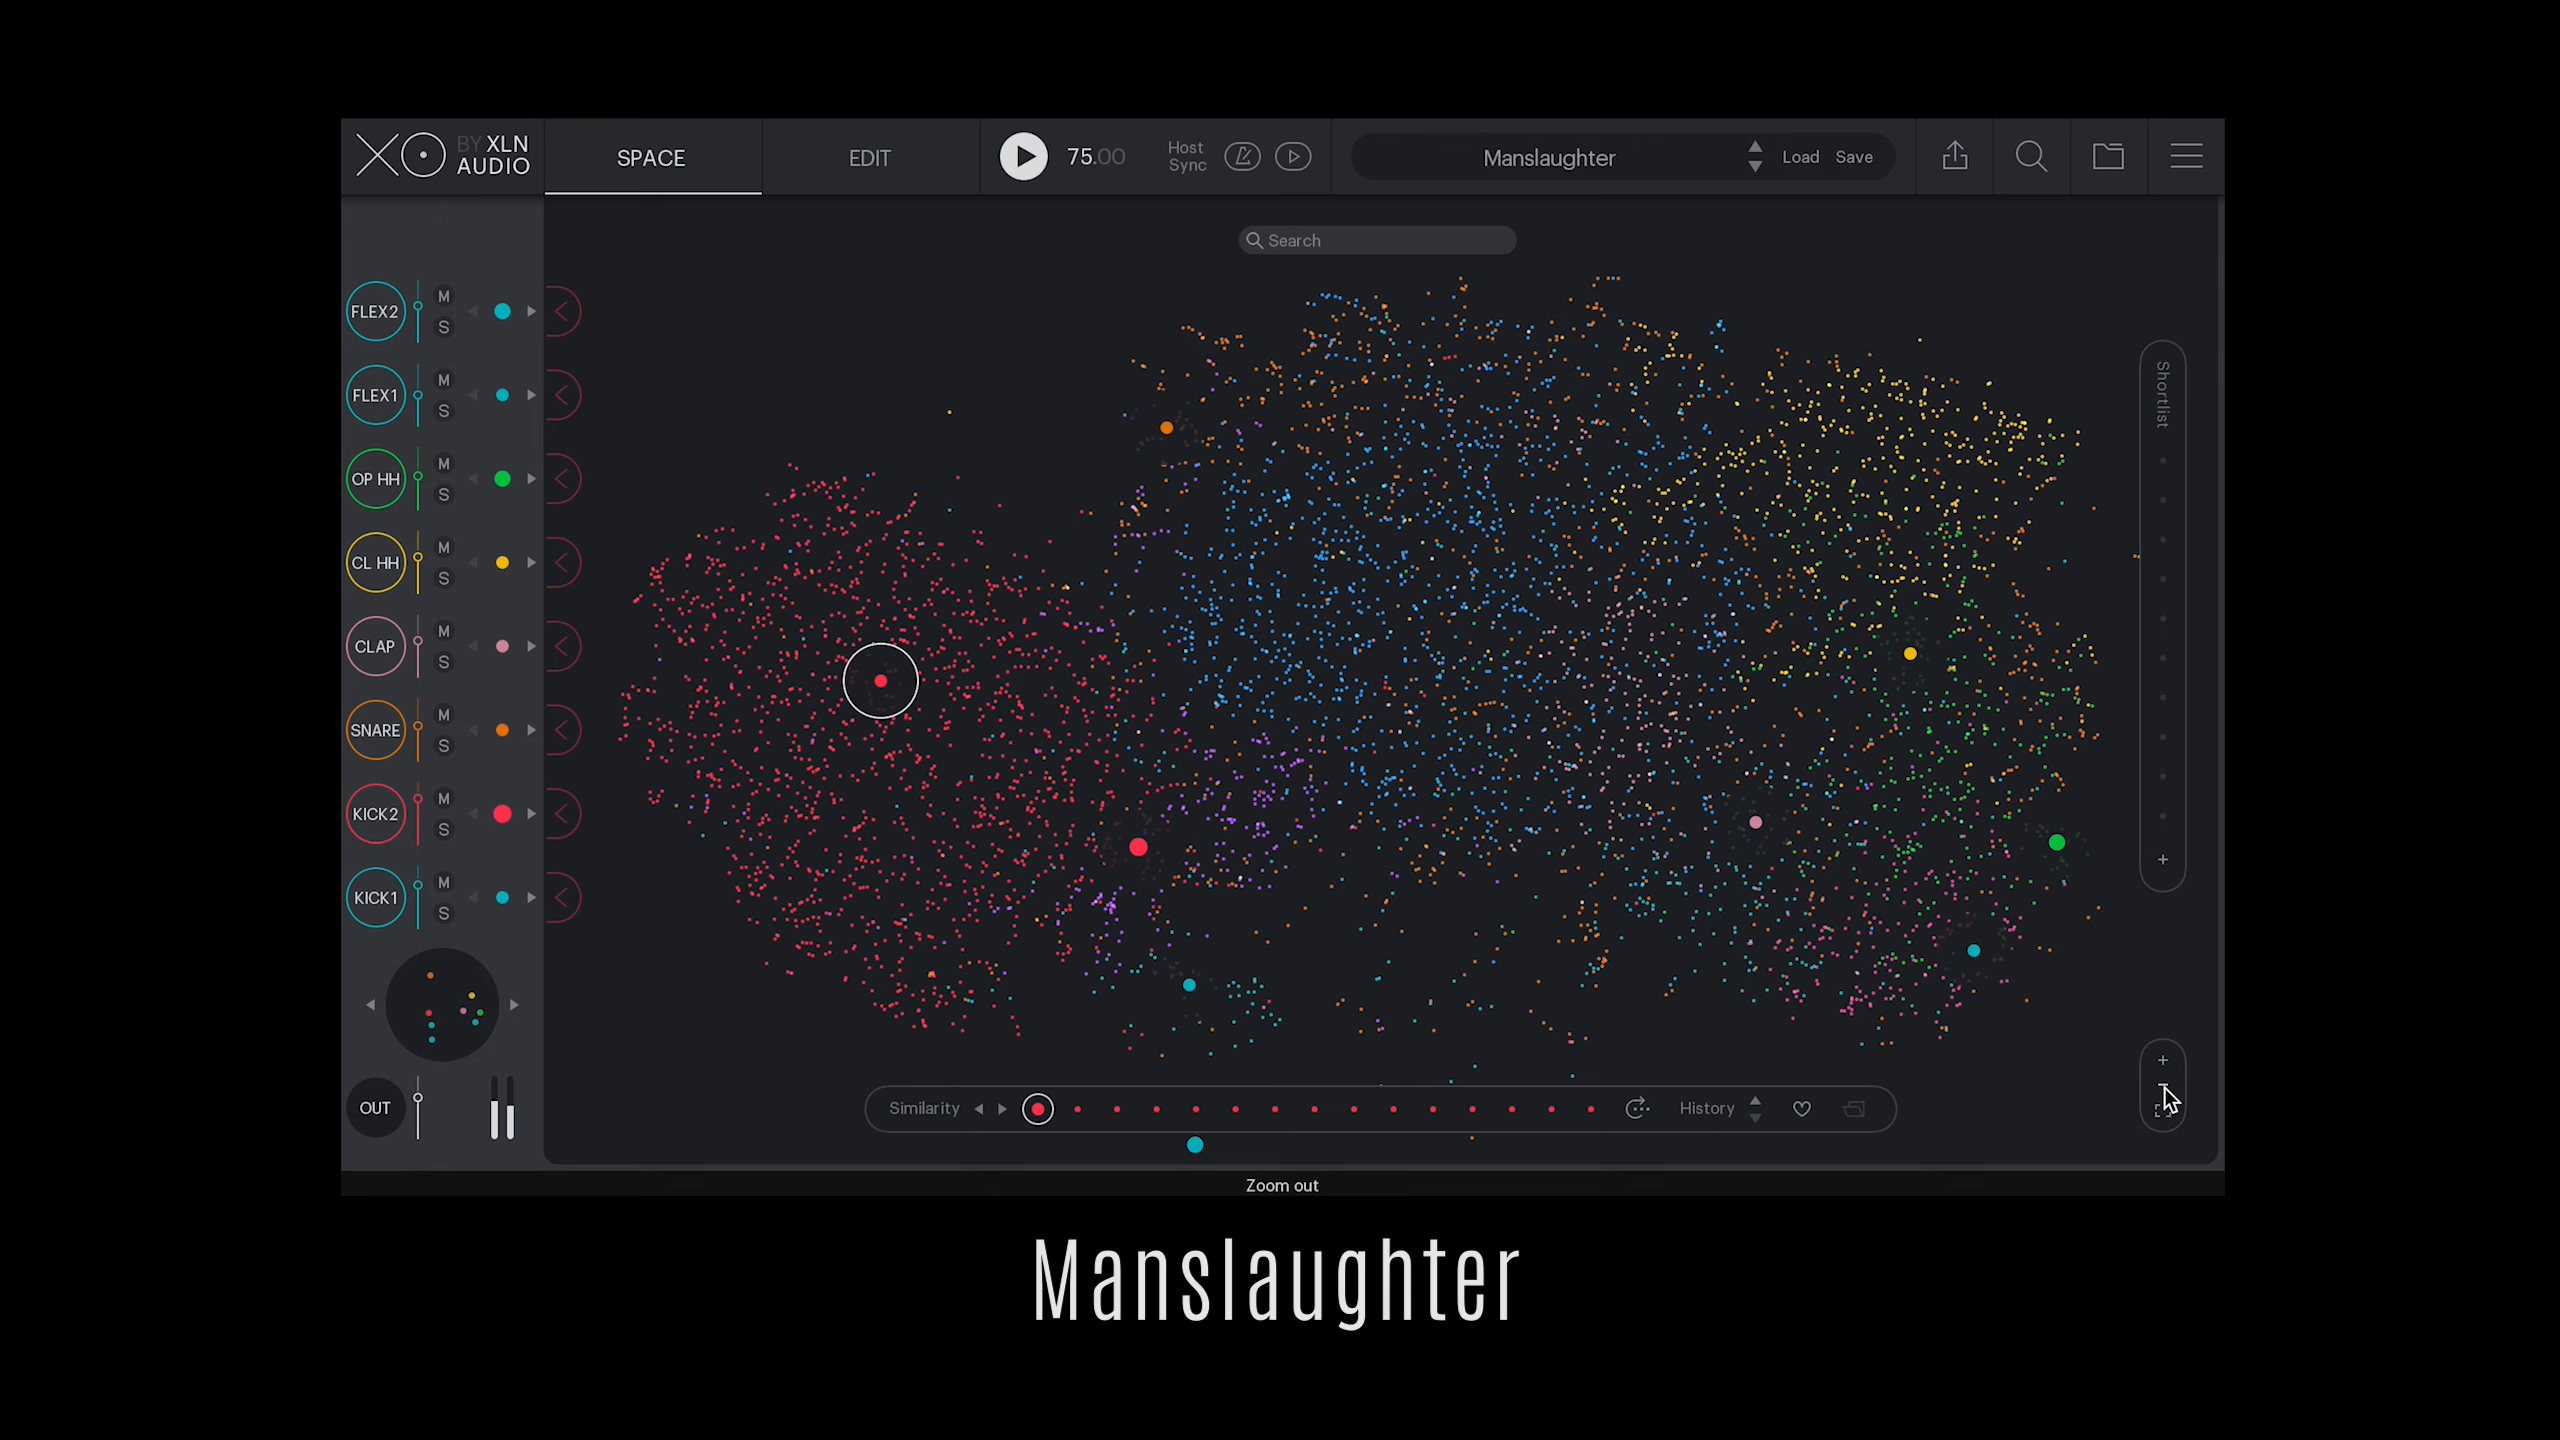 BY XLN
AUDIO
SPACE
EDIT
75.00
Host
Sync
Manslaughter
Load
Save
Search
FLEX2
M
S
FLEX1
M
S
OP HH
M
S
CL HH
M
S
CLAP
M
S
SNARE
M
S
KICK2
M
S
KICK1
M
S
OUT
Shortlist
Similarity
History
Zoom out
Manslaughter